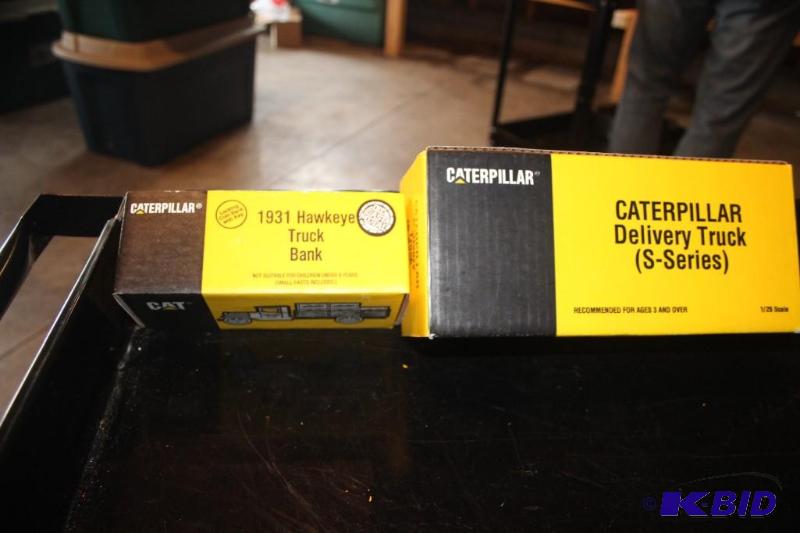 CATERPILLAR®
1931 Hawkeye
Truck
Bank
NOT SUITABLE FOR CHILDREN UNDER 8 YEARS
(SMALL PARTS INCLUDED.)
CAT
CATERPILLAR
CATERPILLAR
Delivery Truck
(S-Series)
RECOMMENDED FOR AGES 3 AND OVER
1/25 Scale
© K-BID